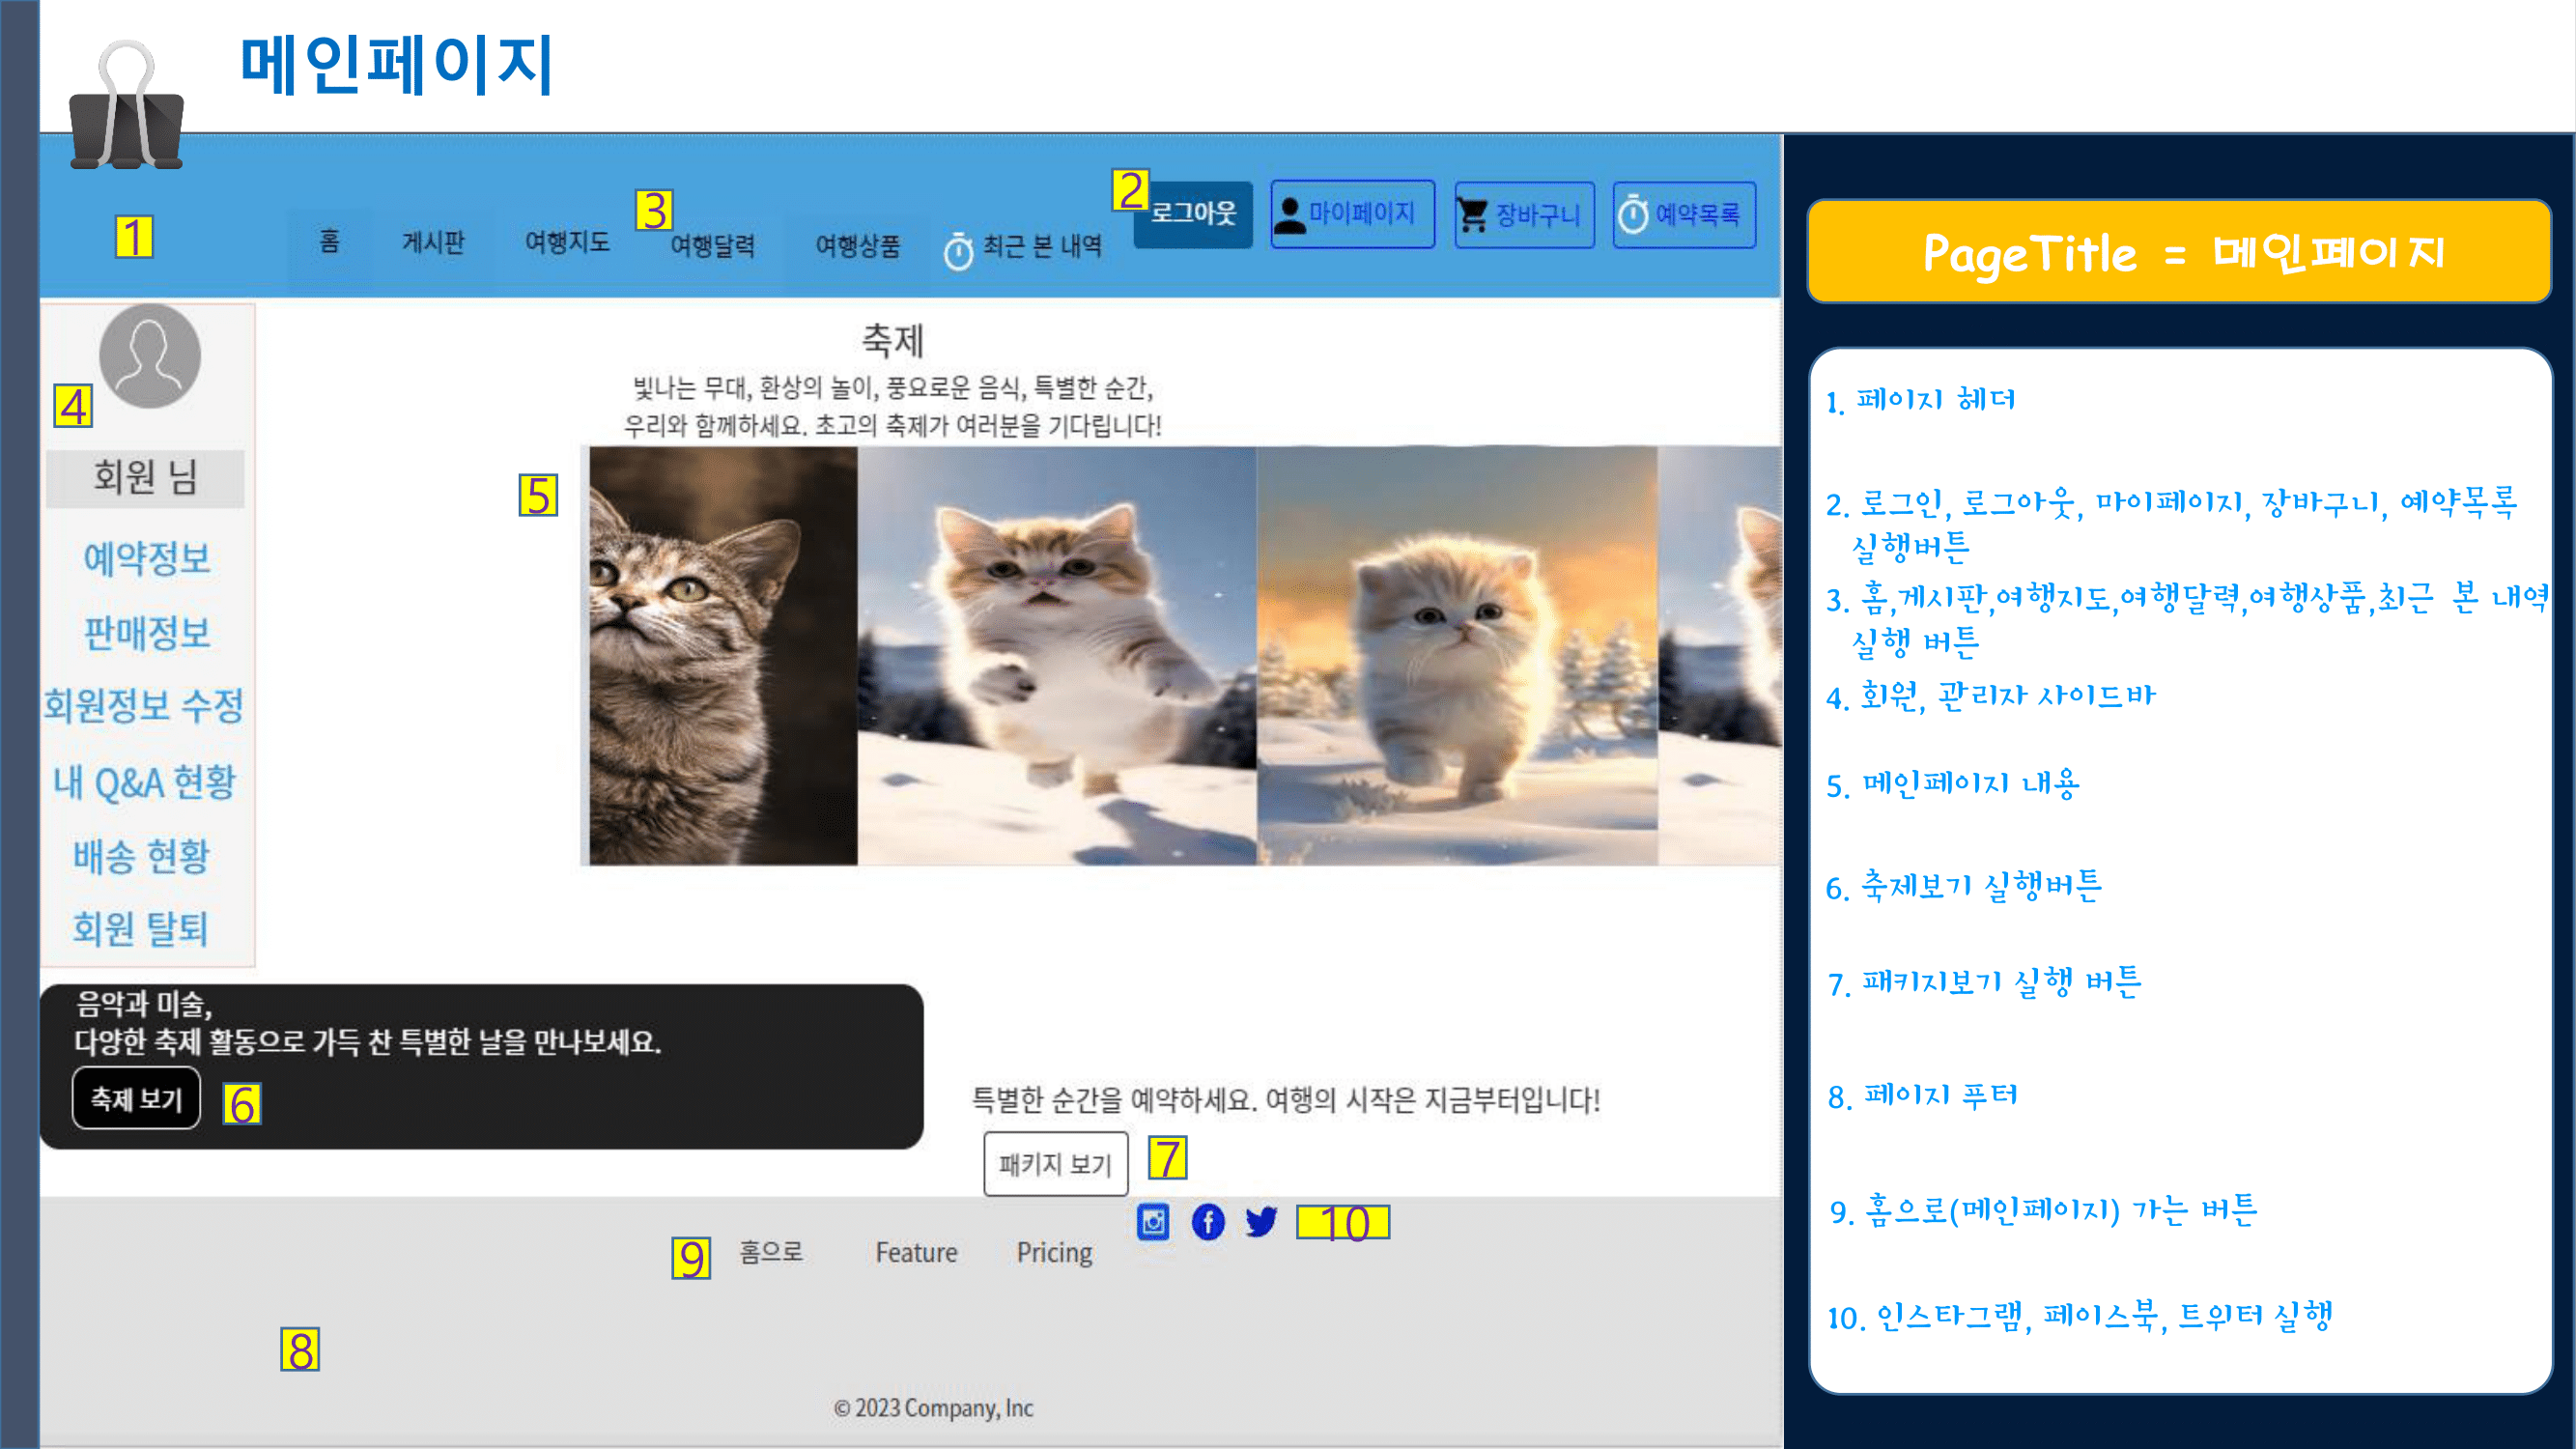 메인페이지
1
홈
게시판
여행지도
3
여행달력
여행상품
최근 본 내역
2
로그아웃
마이페이지
장바구니
예약목록
4
회원 님
예약정보
판매정보
회원정보 수정
내 Q&A 현황
배송 현황
회원 탈퇴
축제
빛나는 무대, 환상의 놀이, 풍요로운 음식, 특별한 순간,
우리와 함께하세요. 초고의 축제가 여러분을 기다립니다!
5
음악과 미술,
다양한 축제 활동으로 가득 찬 특별한 날을 만나보세요.
축제 보기
6
특별한 순간을 예약하세요. 여행의 시작은 지금부터입니다!
패키지 보기
7
10
9
홈으로
Feature
Pricing
8
© 2023 Company, Inc
PageTitle = 메인페이지
1. 페이지 헤더
2. 로그인, 로그아웃, 마이페이지, 장바구니, 예약목록
실행버튼
3. 홈,게시판,여행지도,여행달력,여행상품,최근 본 내역
실행 버튼
4. 회원, 관리자 사이드바
5. 메인페이지 내용
6. 축제보기 실행버튼
7. 패키지보기 실행 버튼
8. 페이지 푸터
9. 홈으로(메인페이지) 가는 버튼
10. 인스타그램, 페이스북, 트위터 실행